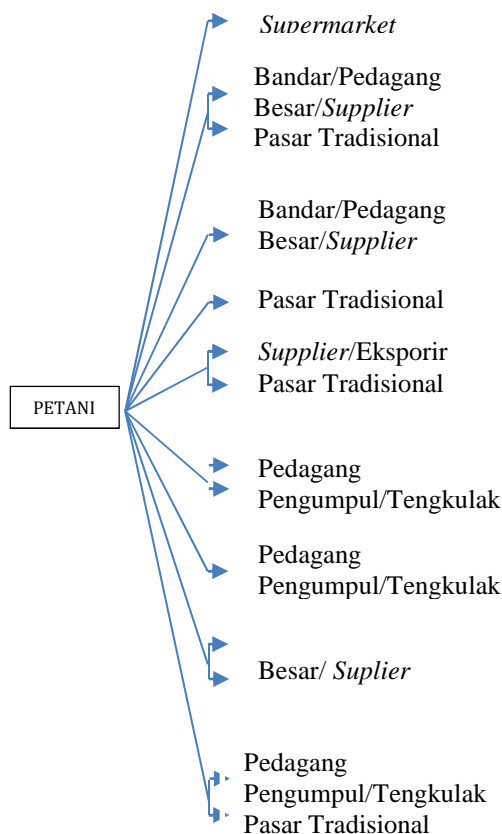 Supermarket
Bandar/Pedagang
Besar/Supplier
Pasar Tradisional
Bandar/Pedagang
Besar/Supplier
Pasar Tradisional
Supplier/Eksporir
Pasar Tradisional
PETANI
Pedagang
Pengumpul/Tengkulak
Pedagang
Pengumpul/Tengkulak
Besar/ Suplier
Pedagang
Pengumpul/Tengkulak
Pasar Tradisional